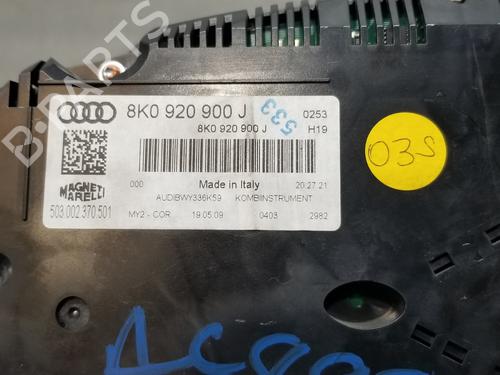 8K0 920 900 J
0253
8K0 920 900 J
H19
533
03S
000
Made in Italy
20:27:21
MAGNETI
MARELLI
AUDIBWY336K59
KOMBIINSTRUMENT
503.002.370.501
MY2 - COR
19.05.09
0403
2982
B-PARTS